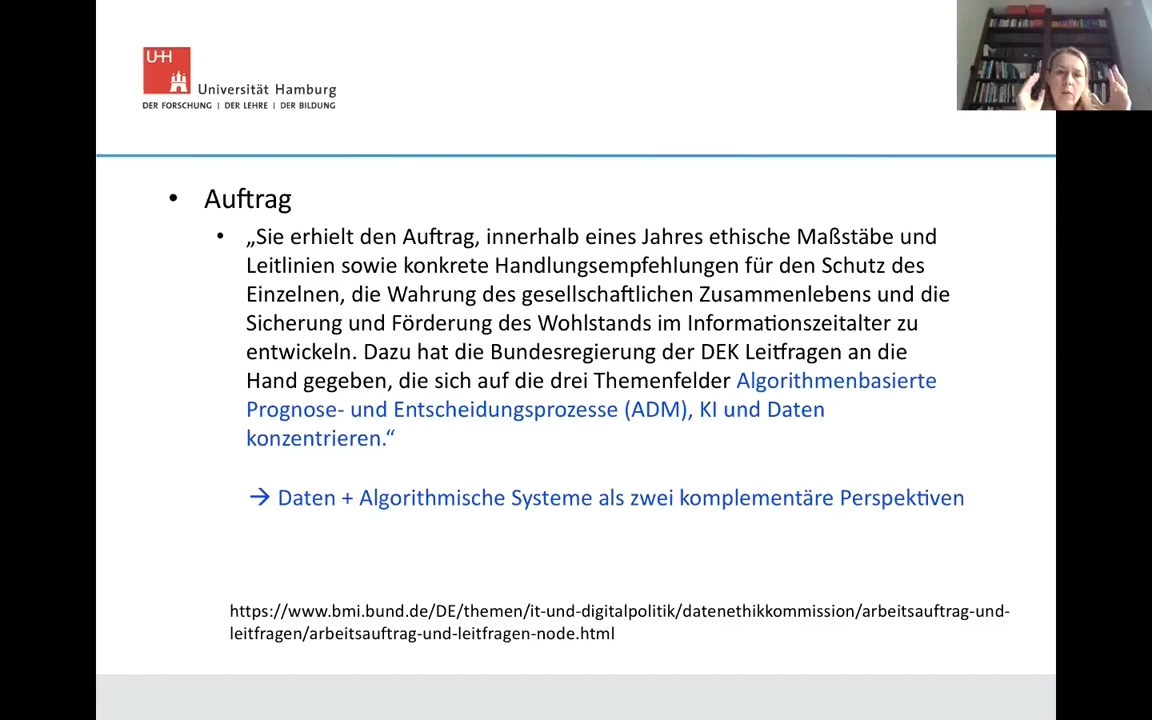 UHH
Universität Hamburg
DER FORSCHUNG | DER LEHRE | DER BILDUNG
• Auftrag
• „Sie erhielt den Auftrag, innerhalb eines Jahres ethische Maßstäbe und
Leitlinien sowie konkrete Handlungsempfehlungen für den Schutz des
Einzelnen, die Wahrung des gesellschaftlichen Zusammenlebens und die
Sicherung und Förderung des Wohlstands im Informationszeitalter zu
entwickeln. Dazu hat die Bundesregierung der DEK Leitfragen an die
Hand gegeben, die sich auf die drei Themenfelder Algorithmenbasierte
Prognose- und Entscheidungsprozesse (ADM), KI und Daten
konzentrieren.“
→ Daten + Algorithmische Systeme als zwei komplementäre Perspektiven
https://www.bmi.bund.de/DE/themen/it-und-digitalpolitik/datenethikkommission/arbeitsauftrag-und-
leitfragen/arbeitsauftrag-und-leitfragen-node.html